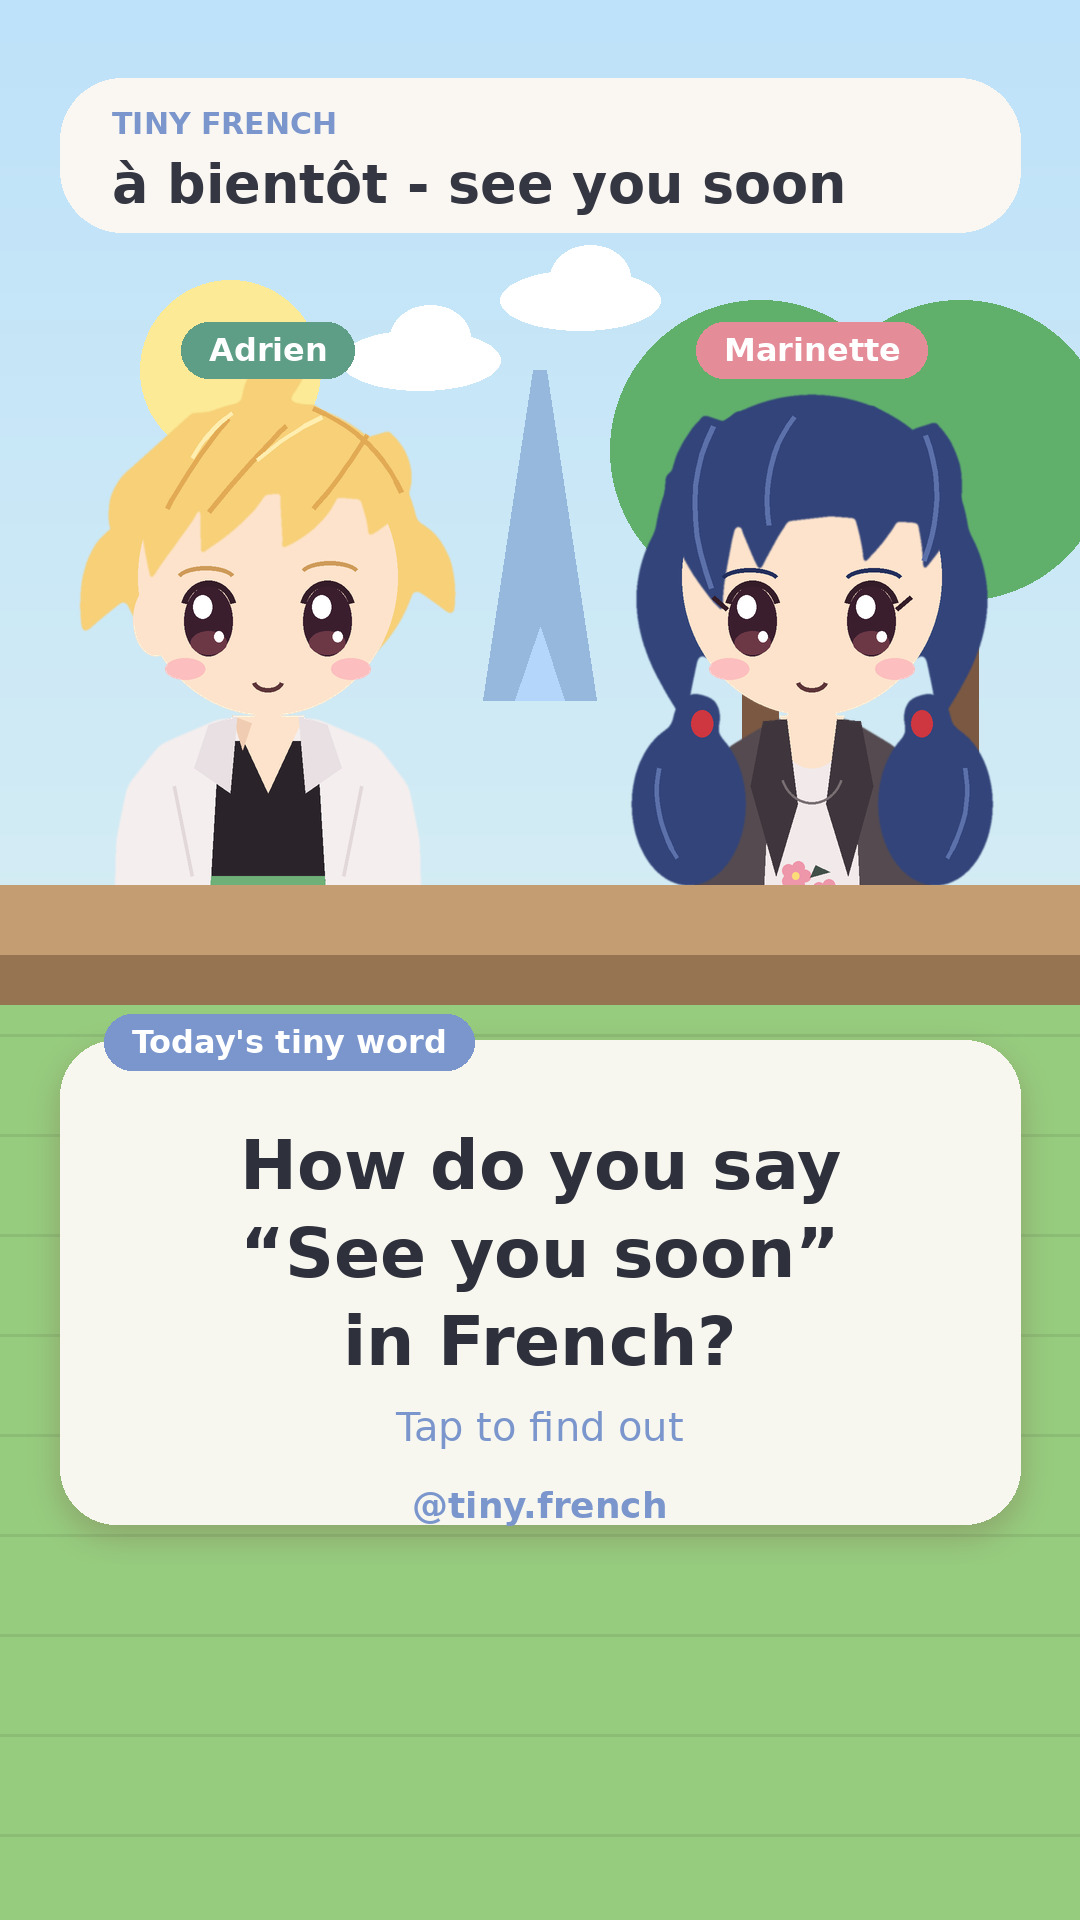 TINY FRENCH
à bientôt - see you soon
Adrien
Marinette
Today's tiny word
How do you say
“See you soon”
in French?
Tap to find out
@tiny.french